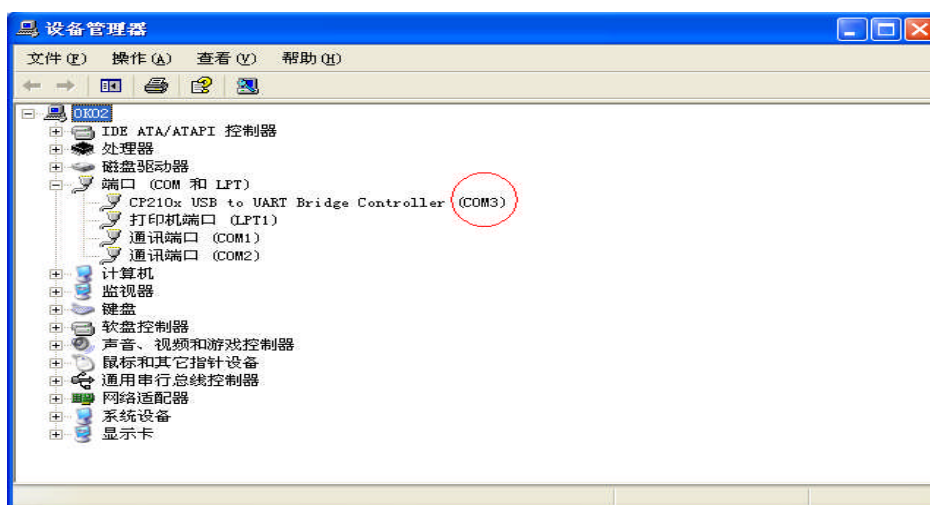 设备管理器
文件(F) 操作(A) 查看(V) 帮助(H)
OKO2
IDE ATA/ATAPI 控制器
处理器
磁盘驱动器
端口 (COM 和 LPT)
CP210x USB to UART Bridge Controller (COM3)
打印机端口 (LPT1)
通讯端口 (COM1)
通讯端口 (COM2)
计算机
监视器
键盘
软盘控制器
声音、视频和游戏控制器
鼠标和其它指针设备
通用串行总线控制器
网络适配器
系统设备
显示卡